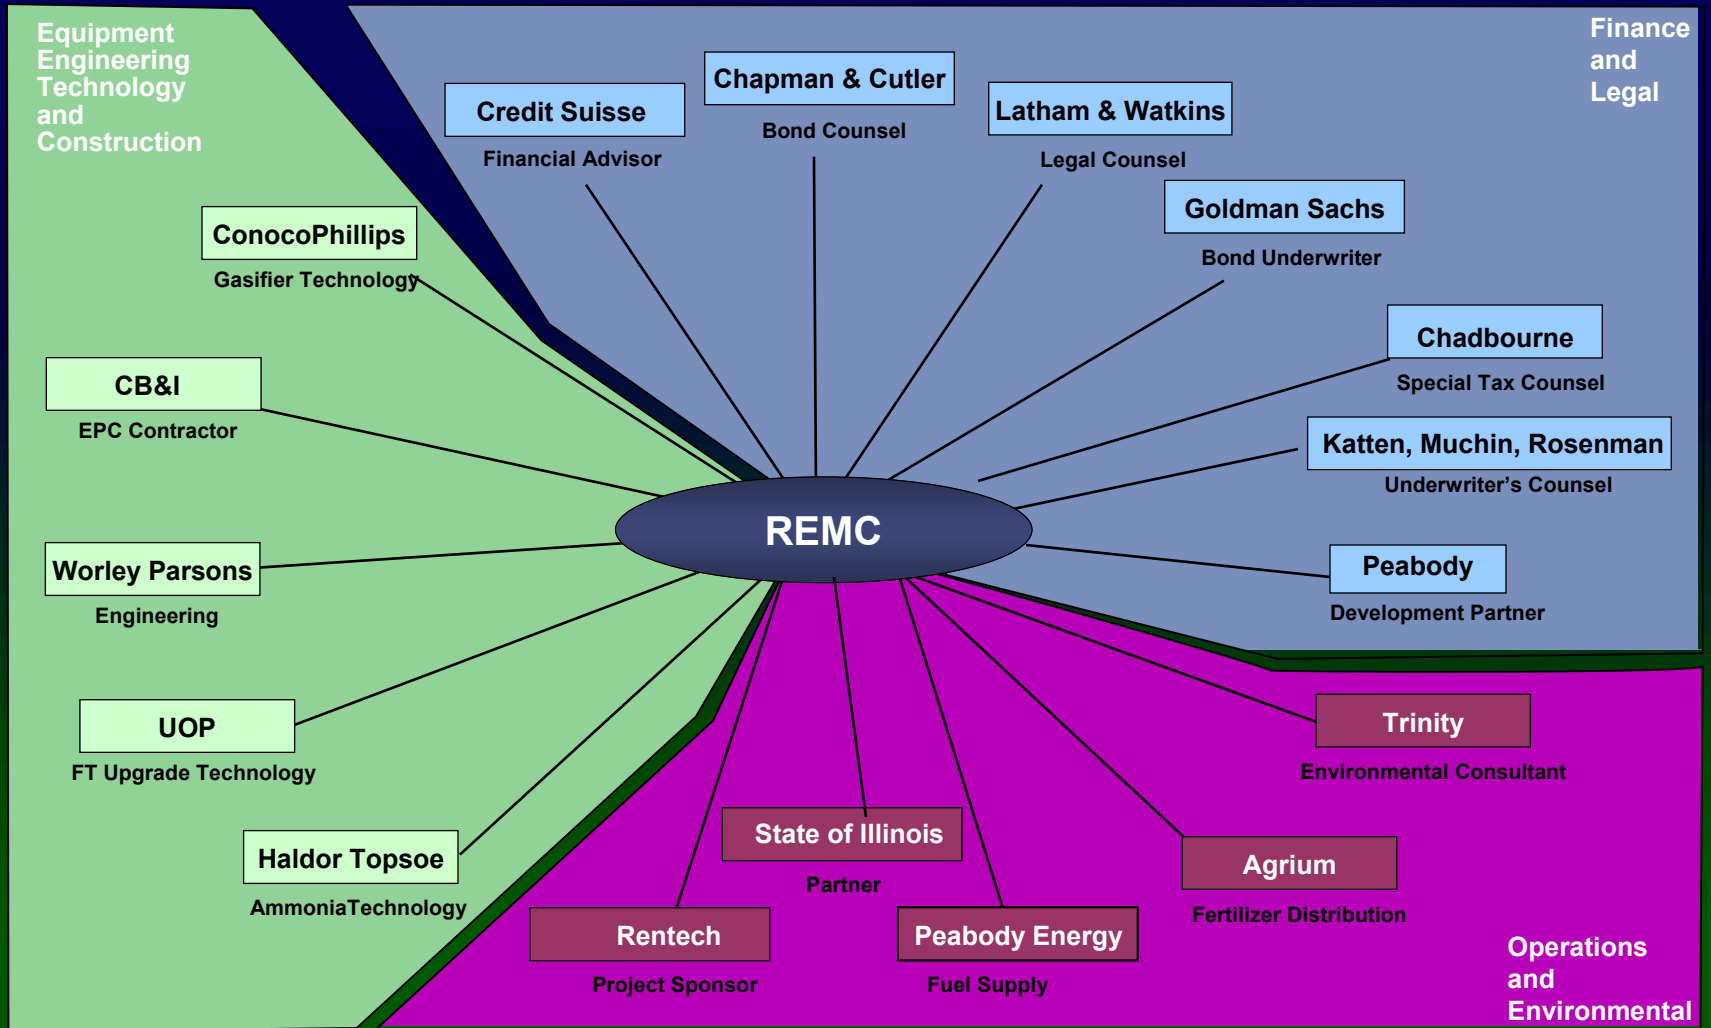 Equipment
Engineering
Technology
and
Construction
Finance
and
Legal
Credit Suisse
Financial Advisor
Chapman & Cutler
Bond Counsel
Latham & Watkins
Legal Counsel
Goldman Sachs
Bond Underwriter
Chadbourne
Special Tax Counsel
Katten, Muchin, Rosenman
Underwriter’s Counsel
Peabody
Development Partner
ConocoPhillips
Gasifier Technology
CB&I
EPC Contractor
Worley Parsons
Engineering
UOP
FT Upgrade Technology
Haldor Topsoe
AmmoniaTechnology
REMC
Trinity
Environmental Consultant
Agrium
Fertilizer Distribution
State of Illinois
Partner
Rentech
Project Sponsor
Peabody Energy
Fuel Supply
Operations
and
Environmental